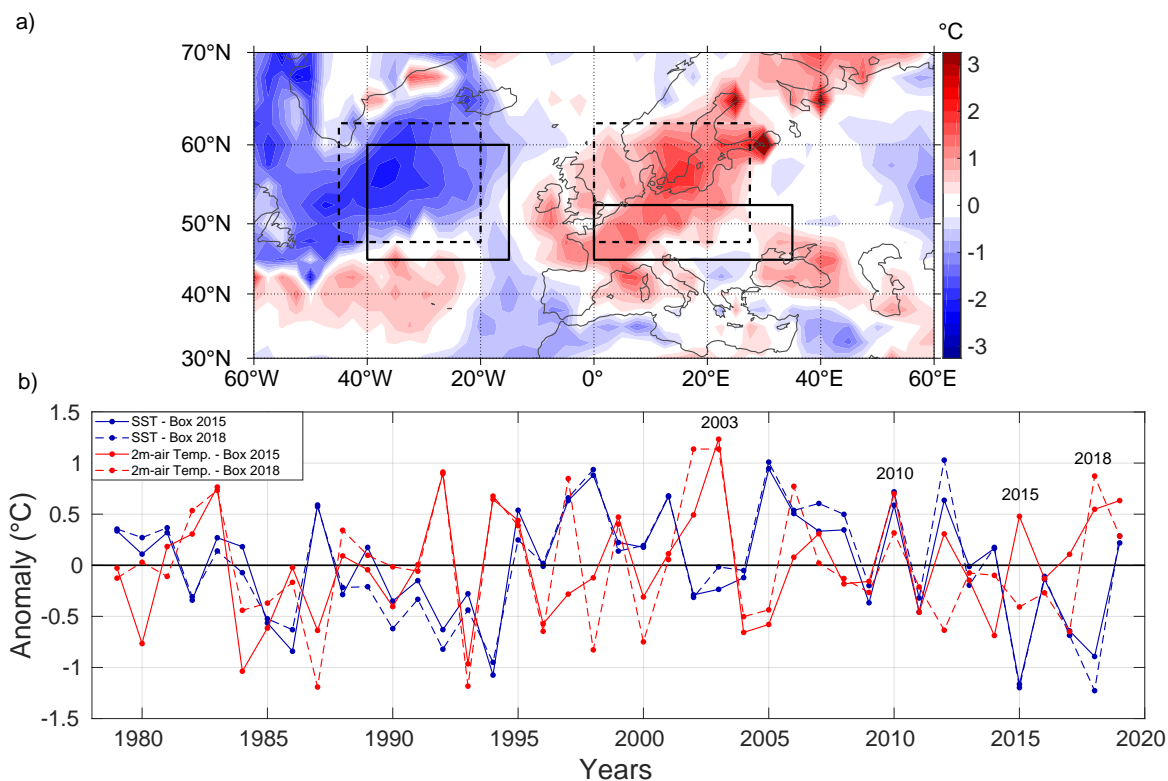 a)
°C
70°N
60°N
50°N
40°N
30°N
60°W
40°W
20°W
0°
20°E
40°E
60°E
3
2
1
0
-1
-2
-3
b)
1.5
1
0.5
0
-0.5
-1
-1.5
Anomaly (°C)
SST - Box 2015
SST - Box 2018
2m-air Temp. - Box 2015
2m-air Temp. - Box 2018
2003
2010
2015
2018
1980
1985
1990
1995
2000
2005
2010
2015
2020
Years